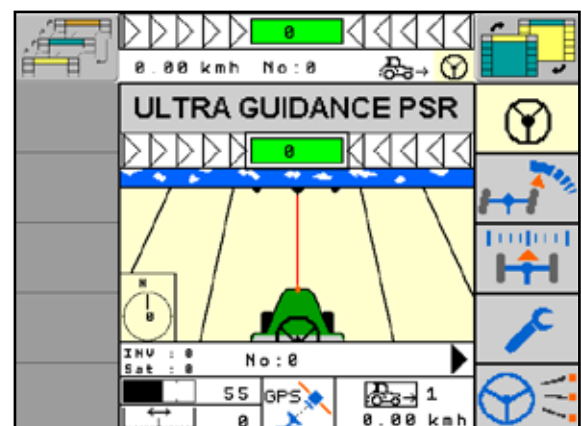 0
0.00 kmh No:0
ULTRA GUIDANCE PSR
0
N
0
INV : 0
Sat : 0
No:0
55
GPS
1
0
0.00 kmh